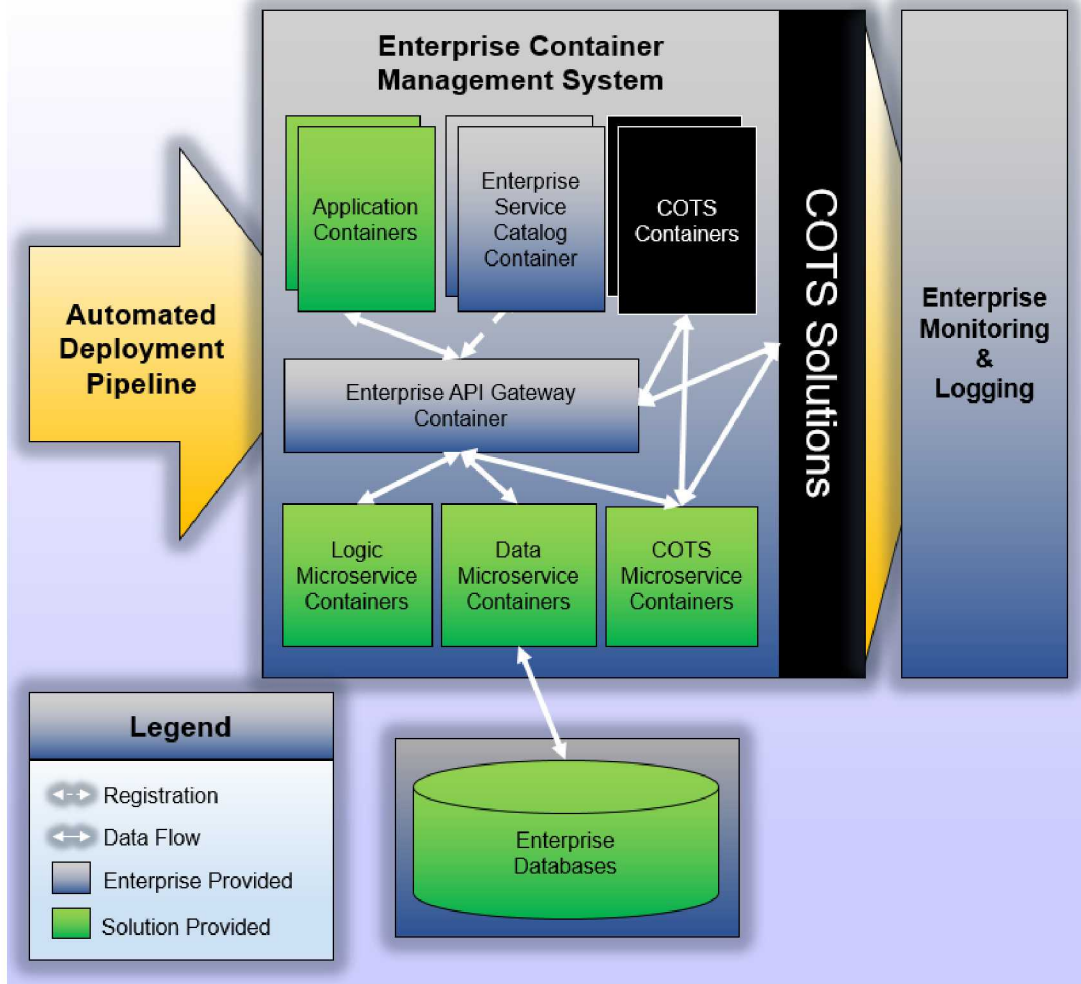 Enterprise Container
Management System
Application
Containers
Enterprise
Service
Catalog
Container
COTS
Containers
COTS Solutions
Automated
Deployment
Pipeline
Enterprise
Monitoring
&
Logging
Enterprise API Gateway
Container
Logic
Microservice
Containers
Data
Microservice
Containers
COTS
Microservice
Containers
Legend
Registration
Data Flow
Enterprise Provided
Solution Provided
Enterprise
Databases